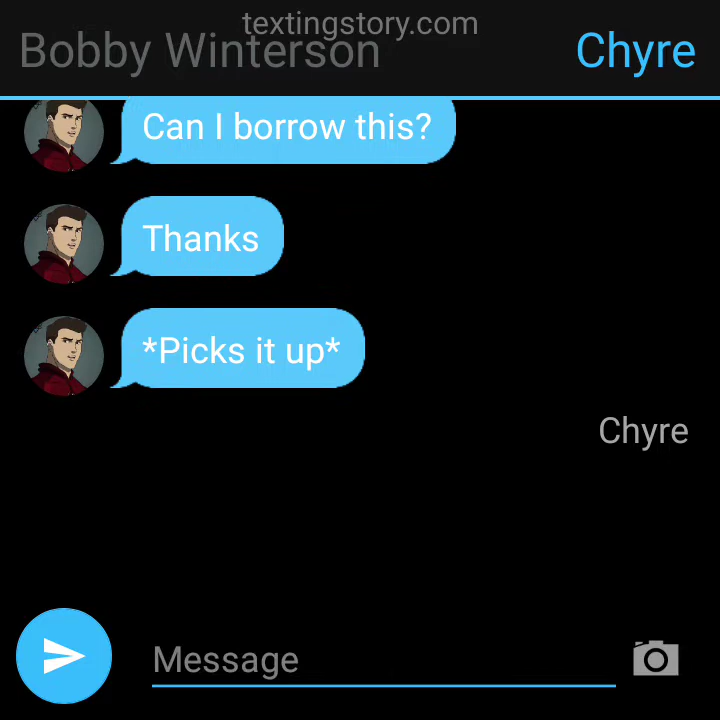 textingstory.com
Bobby Winterson
Chyre
Can I borrow this?
Thanks
*Picks it up*
Chyre
Message